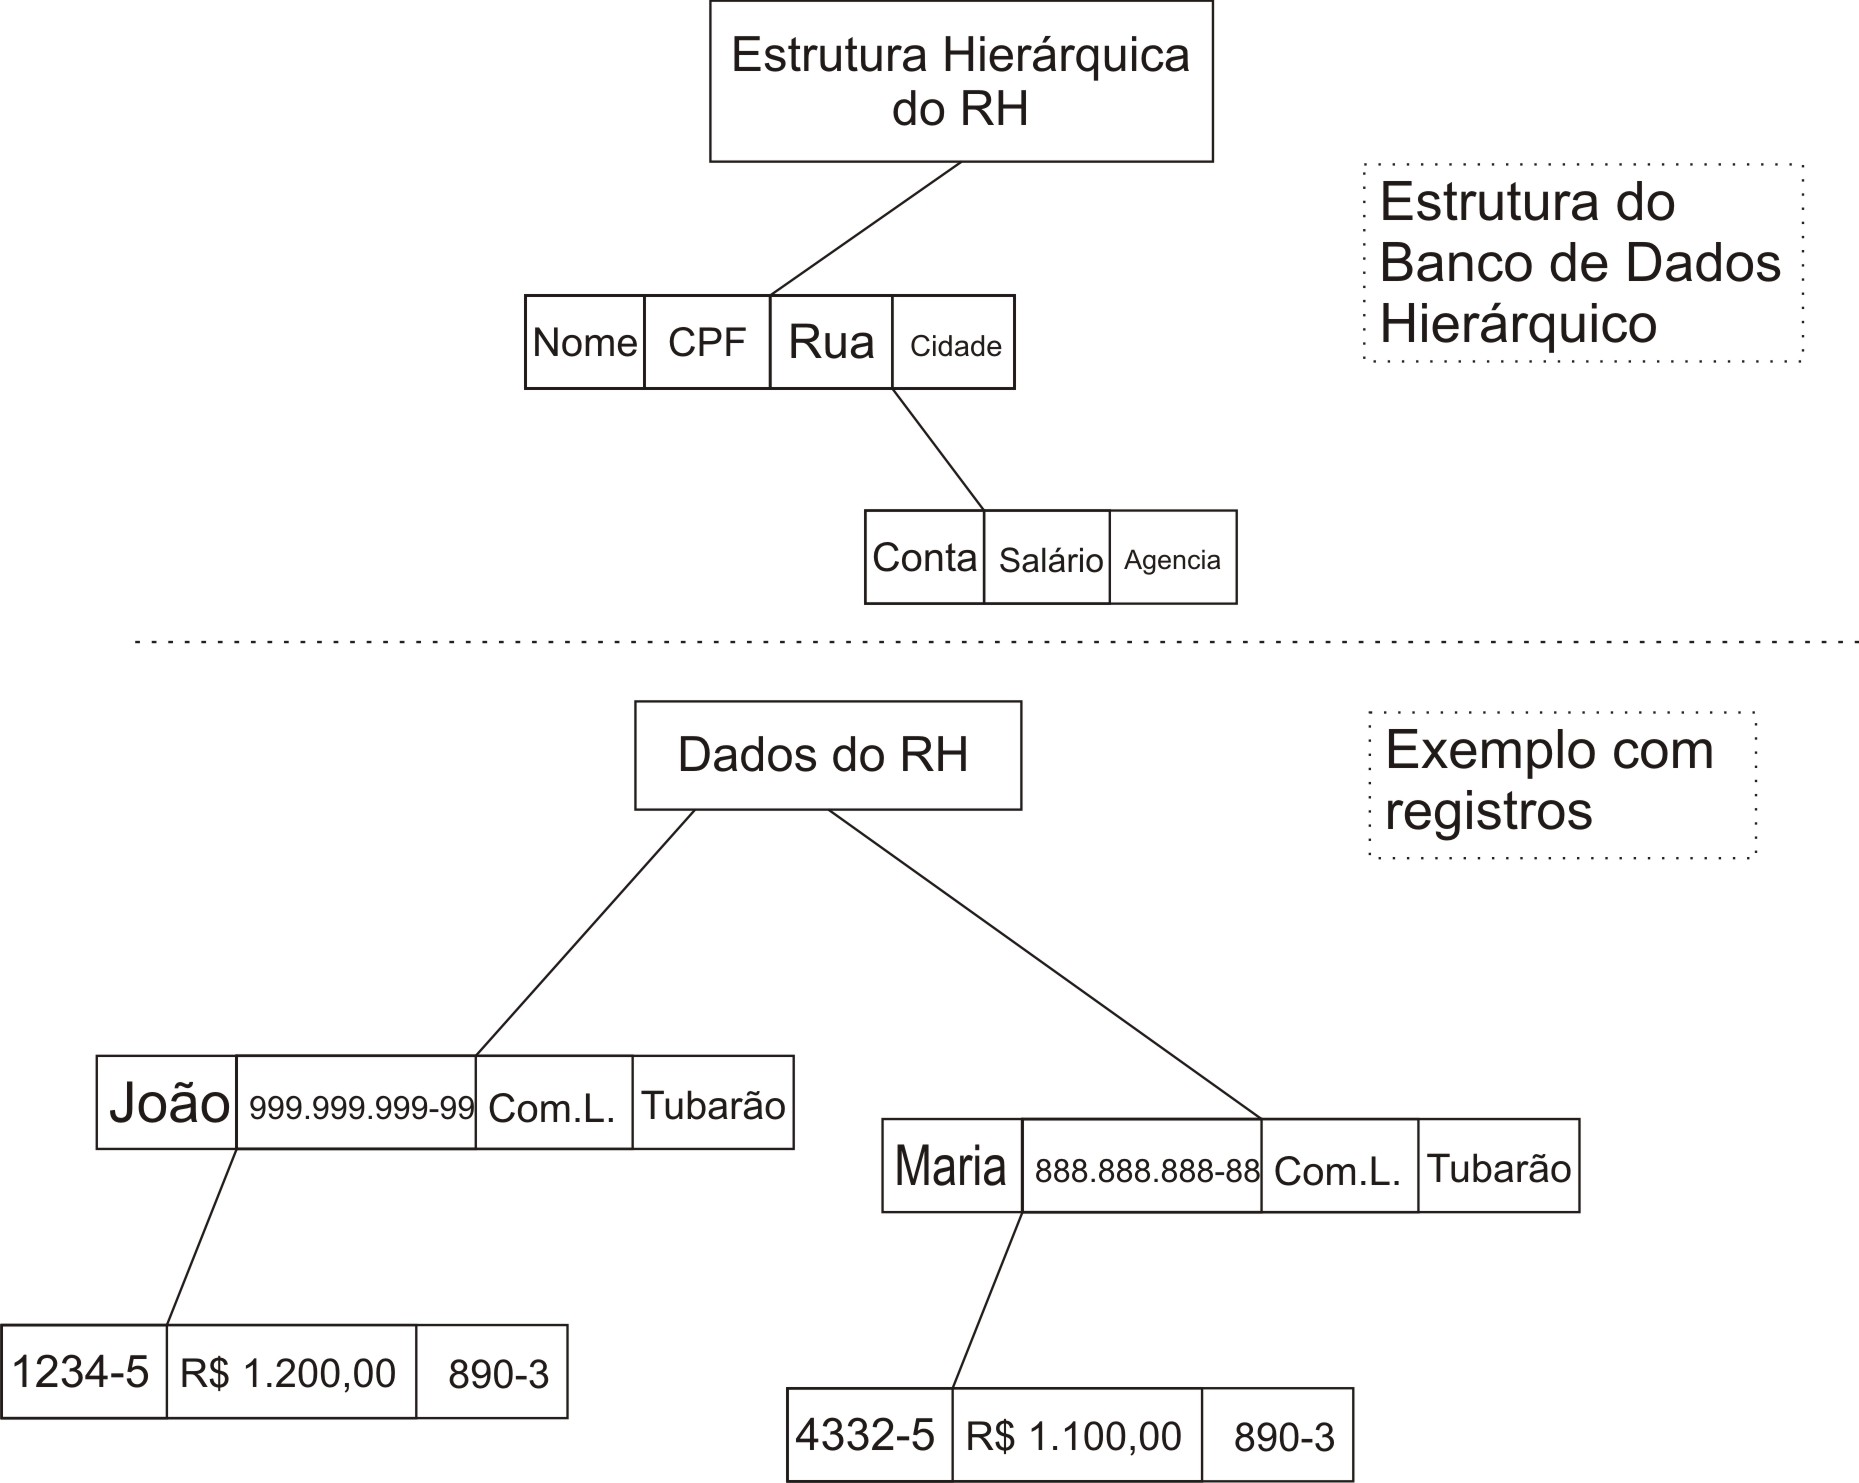 Estrutura Hierárquica
do RH
Estrutura do
Banco de Dados
Hierárquico
Nome CPF Rua Cidade
Conta Salário Agencia
Dados do RH
Exemplo com
registros
João 999.999.999-99 Com.L. Tubarão
Maria 888.888.888-88 Com.L. Tubarão
1234-5 R$ 1.200,00 890-3
4332-5 R$ 1.100,00 890-3